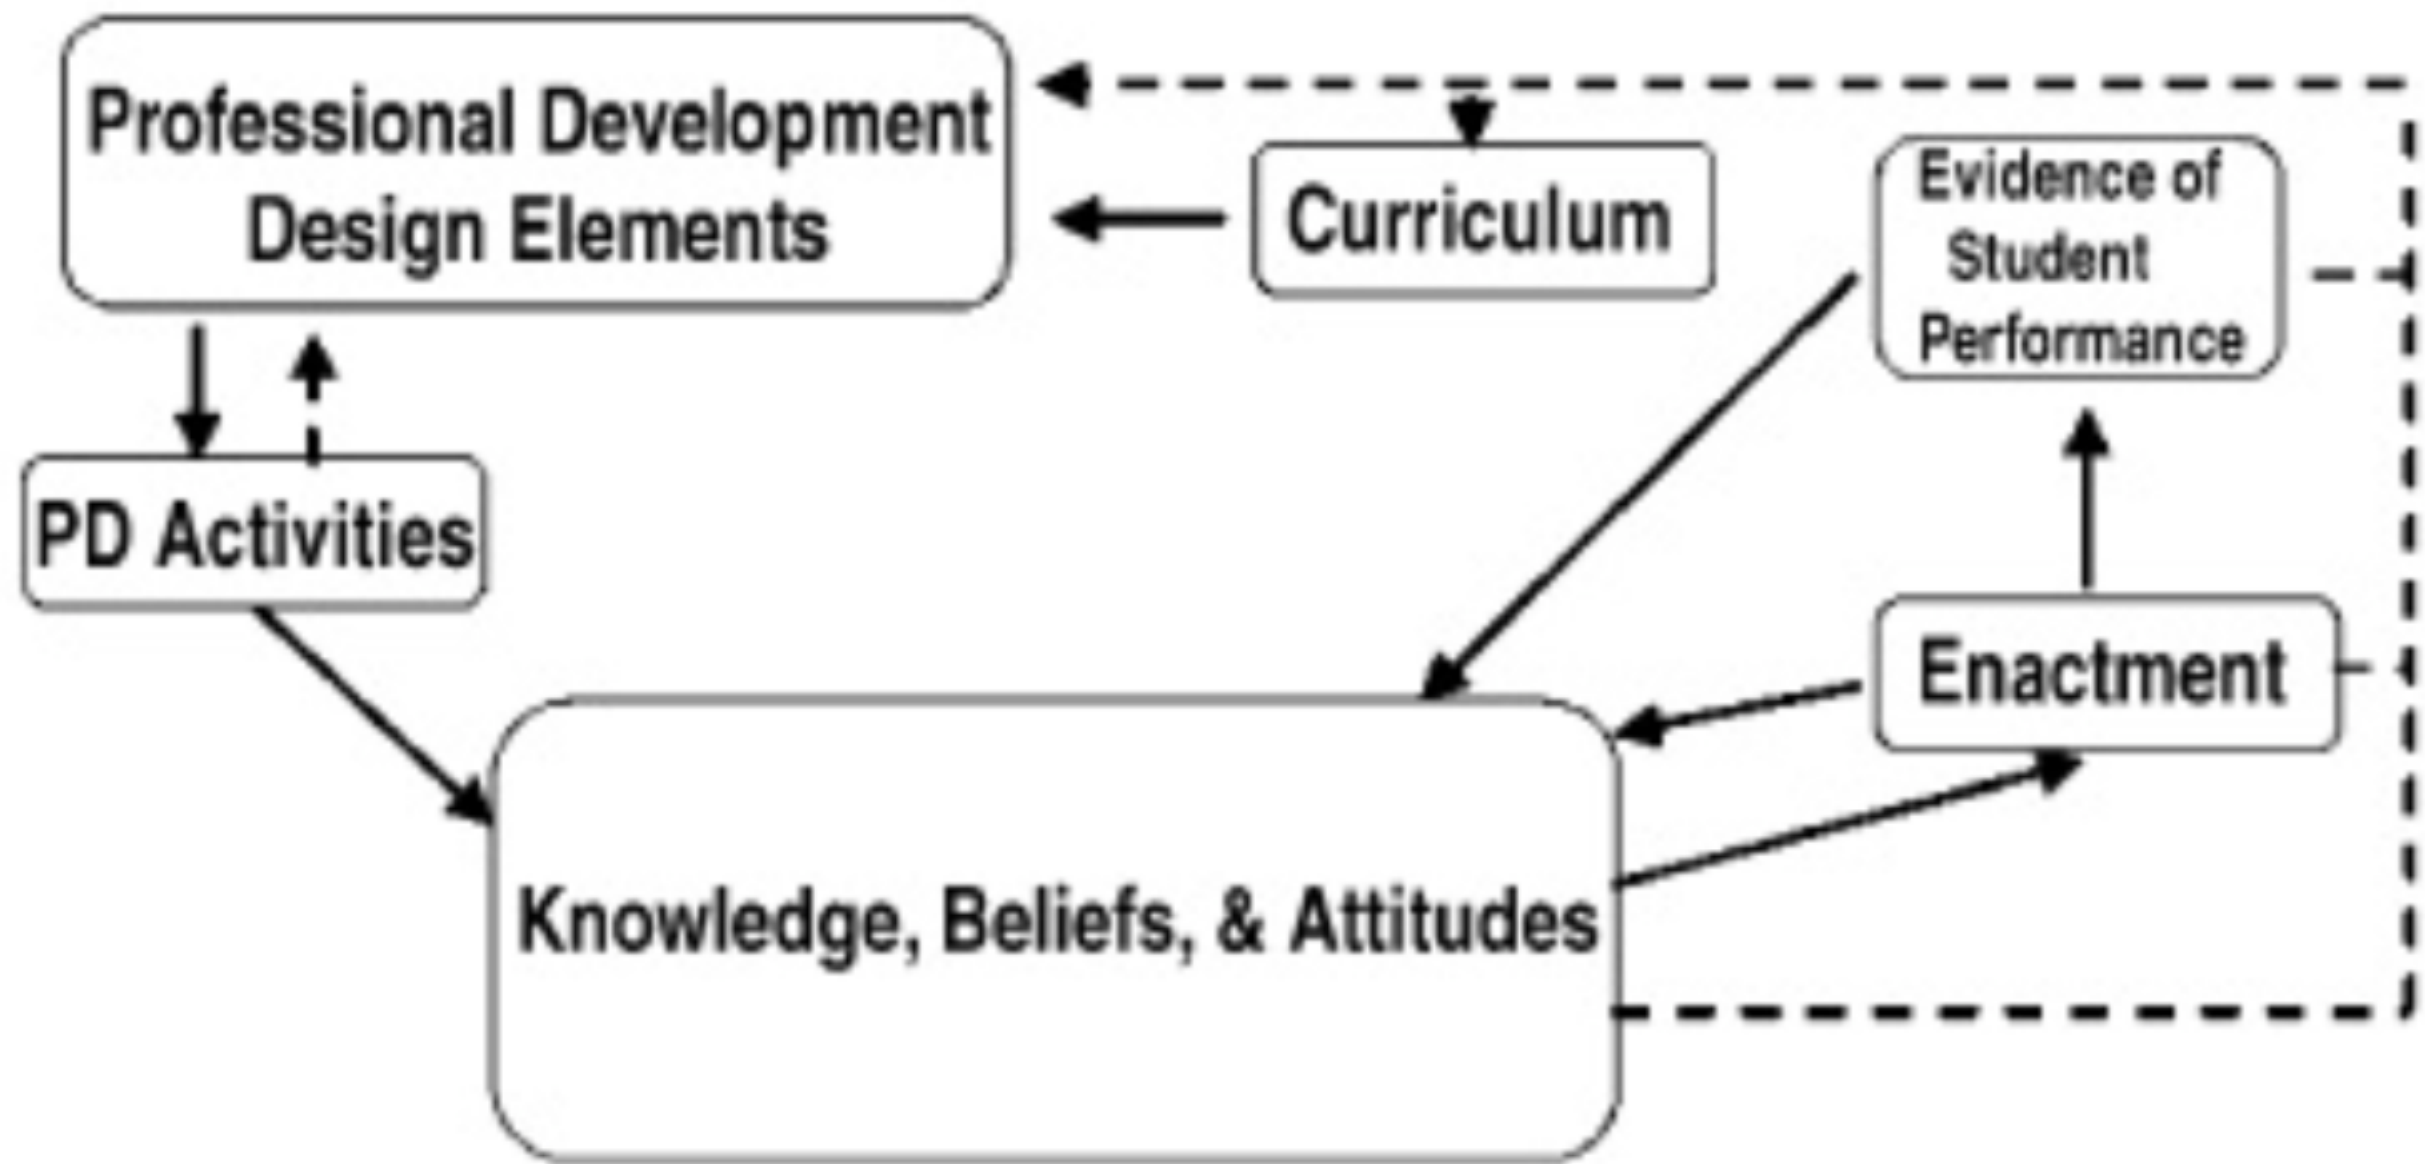 Professional Development
Design Elements
Curriculum
Evidence of
Student
Performance
PD Activities
Enactment
Knowledge, Beliefs, & Attitudes